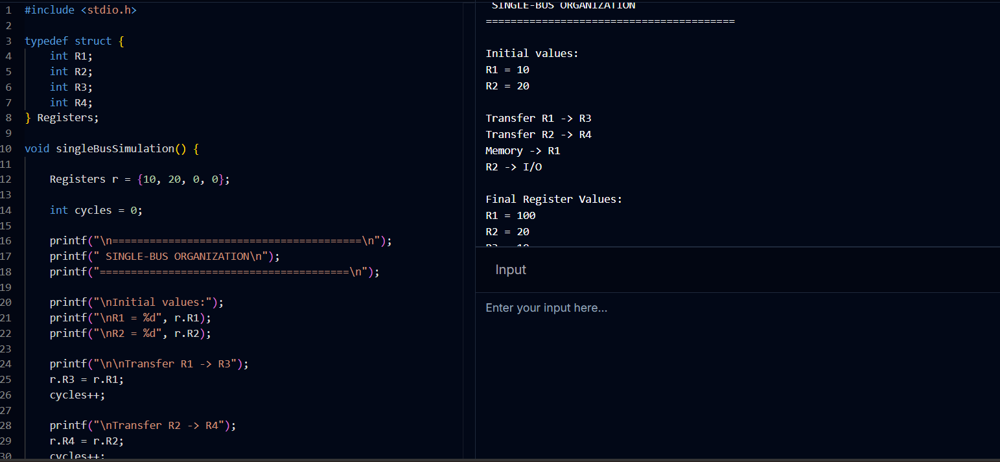 1 #include <stdio.h>
2
3 typedef struct {
4     int R1;
5     int R2;
6     int R3;
7     int R4;
8 } Registers;
9
10 void singleBusSimulation() {
11
12     Registers r = {10, 20, 0, 0};
13
14     int cycles = 0;
15
16     printf("\n========================================\n");
17     printf(" SINGLE-BUS ORGANIZATION\n");
18     printf("========================================\n");
19
20     printf("\nInitial values:");
21     printf("\nR1 = %d", r.R1);
22     printf("\nR2 = %d", r.R2);
23
24     printf("\n\nTransfer R1 -> R3");
25     r.R3 = r.R1;
26     cycles++;
27
28     printf("\nTransfer R2 -> R4");
29     r.R4 = r.R2;
30     cycles++;
SINGLE-BUS ORGANIZATION
========================================
Initial values:
R1 = 10
R2 = 20
Transfer R1 -> R3
Transfer R2 -> R4
Memory -> R1
R2 -> I/O
Final Register Values:
R1 = 100
R2 = 20
R3 = 10
Input
Enter your input here...